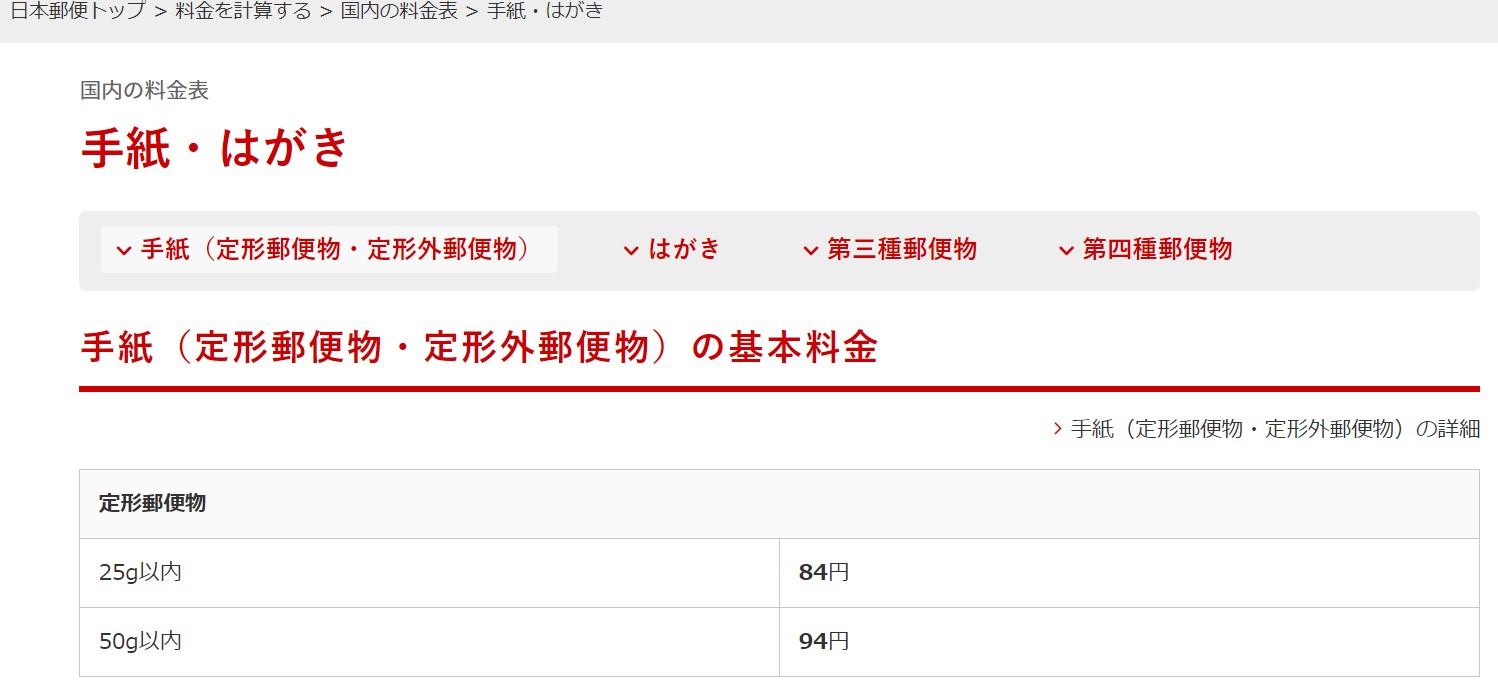 日本郵便トップ > 料金を計算する > 国内の料金表 > 手紙・はがき
国内の料金表
手紙・はがき
手紙（定形郵便物・定形外郵便物） はがき 第三種郵便物 第四種郵便物
手紙（定形郵便物・定形外郵便物）の基本料金
手紙（定形郵便物・定形外郵便物）の詳細
定形郵便物
25g以内 84円
50g以内 94円